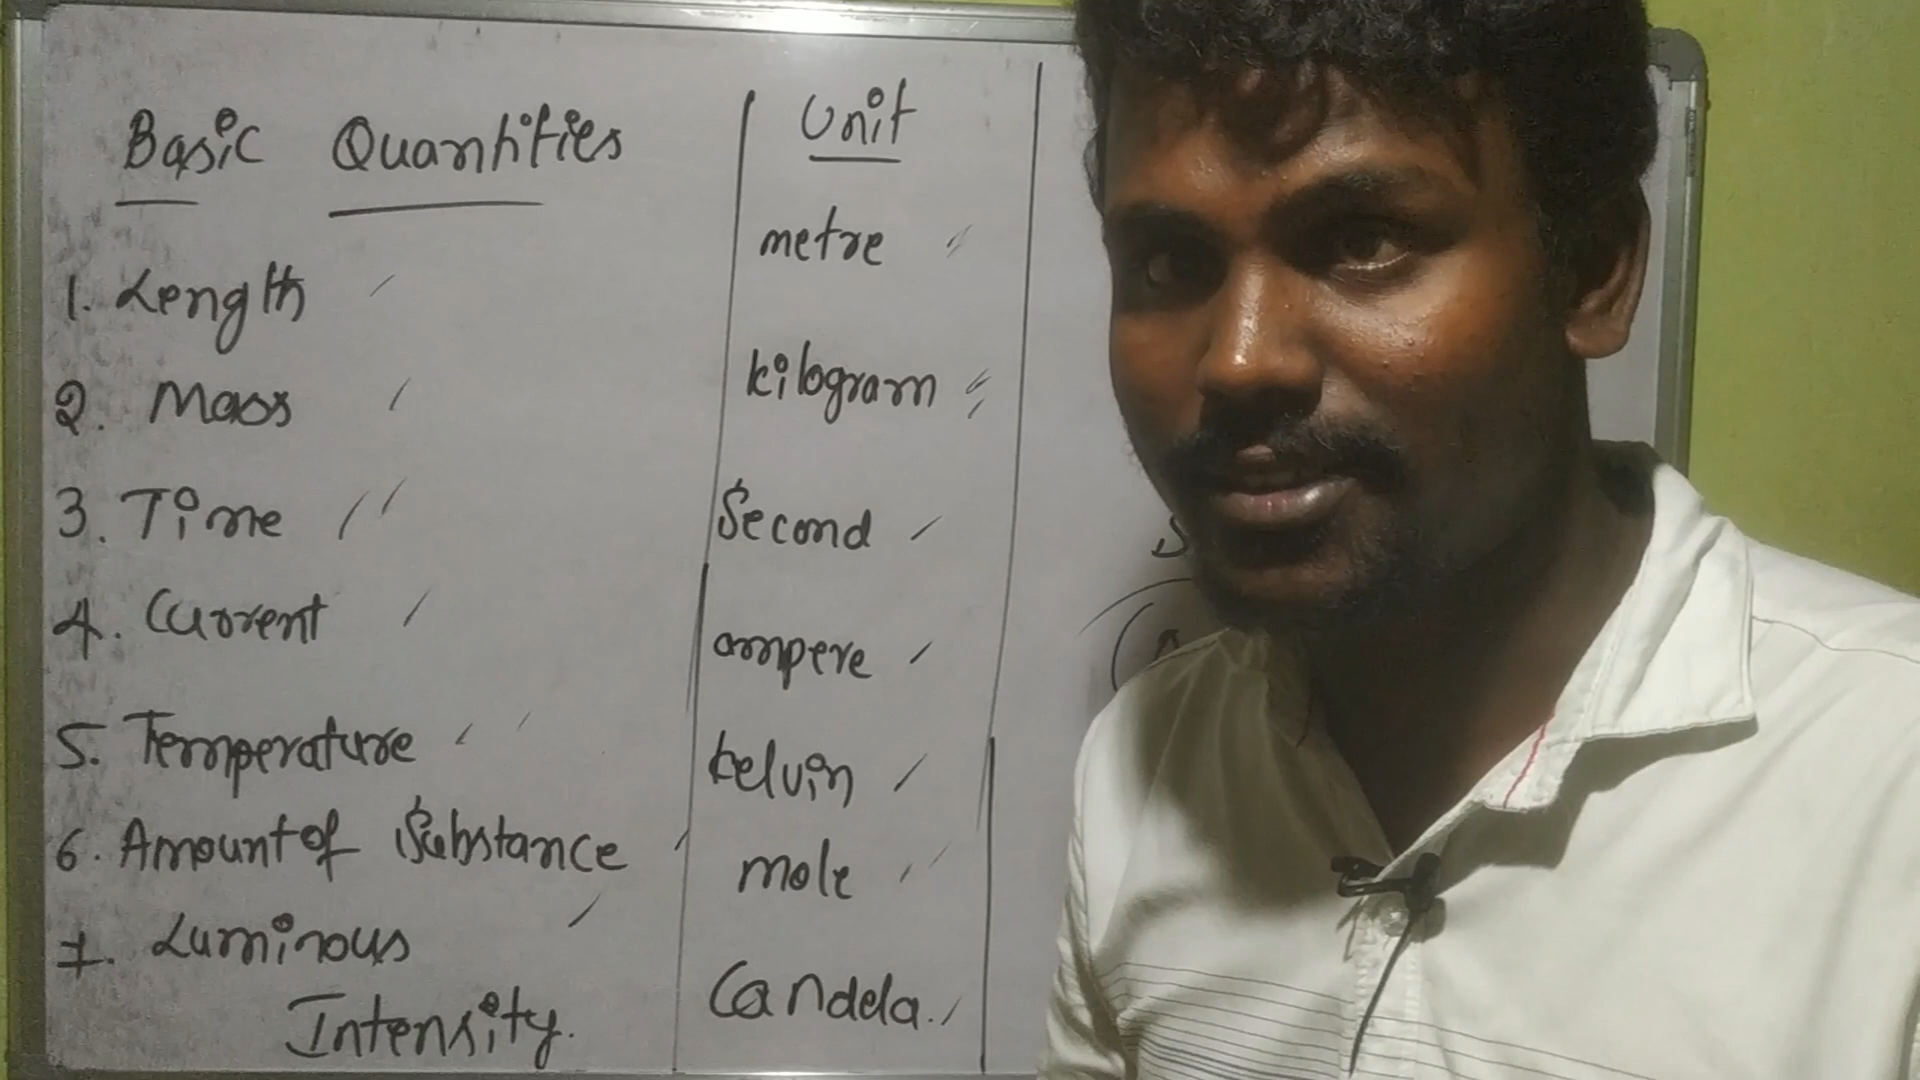 Basic Quantities
Unit
1. Length
metre
2. Mass
kilogram
3. Time
Second
4. Current
ampere
5. Temperature
kelvin
6. Amount of Substance
mole
7. Luminous
Intensity.
Candela.